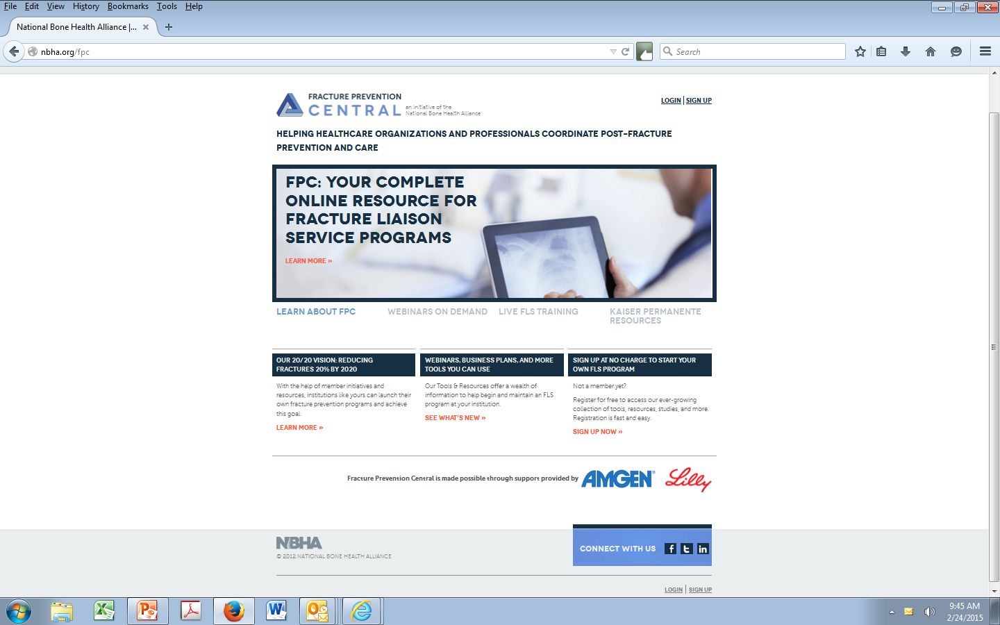 File Edit View History Bookmarks Tools Help
National Bone Health Alliance |...
nbha.org/fpc
Search
FRACTURE PREVENTION
CENTRAL
an initiative of the
National Bone Health Alliance
LOGIN | SIGN UP
HELPING HEALTHCARE ORGANIZATIONS AND PROFESSIONALS COORDINATE POST-FRACTURE
PREVENTION AND CARE
FPC: YOUR COMPLETE
ONLINE RESOURCE FOR
FRACTURE LIAISON
SERVICE PROGRAMS
LEARN MORE »
LEARN ABOUT FPC
WEBINARS ON DEMAND
LIVE FLS TRAINING
KAISER PERMANENTE
RESOURCES
OUR 20/20 VISION: REDUCING
FRACTURES 20% BY 2020
With the help of member initiatives and
resources, institutions like yours can launch their
own fracture prevention programs and achieve
this goal.
LEARN MORE »
WEBINARS, BUSINESS PLANS, AND MORE
TOOLS YOU CAN USE
Our Tools & Resources offer a wealth of
information to help begin and maintain an FLS
program at your institution.
SEE WHAT'S NEW »
SIGN UP AT NO CHARGE TO START YOUR
OWN FLS PROGRAM
Not a member yet?
Register for free to access our ever-growing
collection of tools, resources, studies, and more.
Registration is fast and easy.
SIGN UP NOW »
Fracture Prevention Central is made possible through support provided by
AMGEN®
Lilly
NBHA
© 2012 NATIONAL BONE HEALTH ALLIANCE
CONNECT WITH US
LOGIN | SIGN UP
9:45 AM
2/24/2015